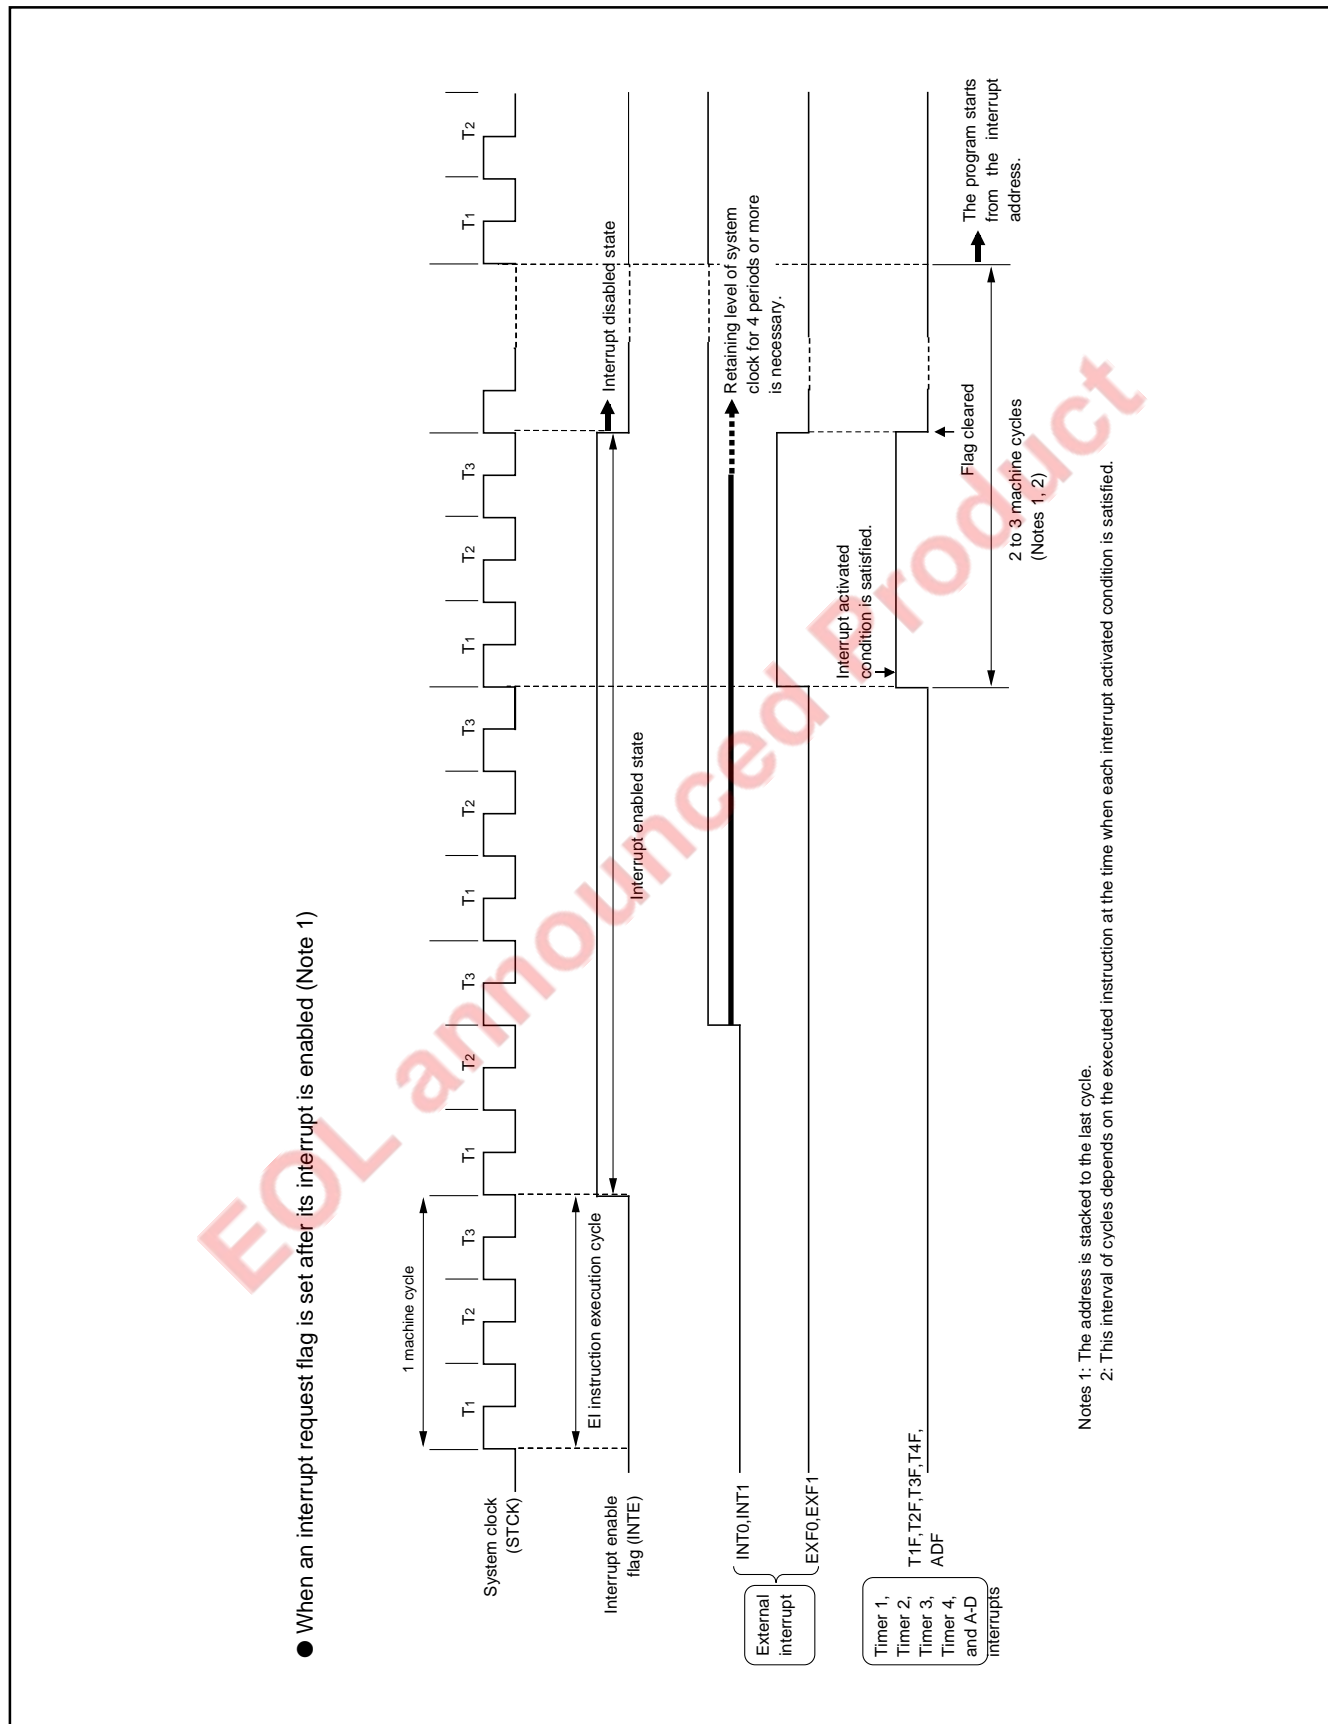 ● When an interrupt request flag is set after its interrupt is enabled (Note 1)
1 machine cycle
T1
T2
T3
T1
T2
T3
T1
T2
T3
T1
T2
T3
T1
T2
System clock
(STCK)
EI instruction execution cycle
Interrupt enable
flag (INTE)
Interrupt enabled state
Interrupt disabled state
External
interrupt
INT0,INT1
Retaining level of system
clock for 4 periods or more
is necessary.
EXF0,EXF1
Timer 1,
Timer 2,
Timer 3,
Timer 4,
and A-D
interrupts
T1F,T2F,T3F,T4F,
ADF
Interrupt activated
condition is satisfied.
Flag cleared
2 to 3 machine cycles
(Notes 1, 2)
The program starts
from the interrupt
address.
Notes 1: The address is stacked to the last cycle.
2: This interval of cycles depends on the executed instruction at the time when each interrupt activated condition is satisfied.
EOL announced Product